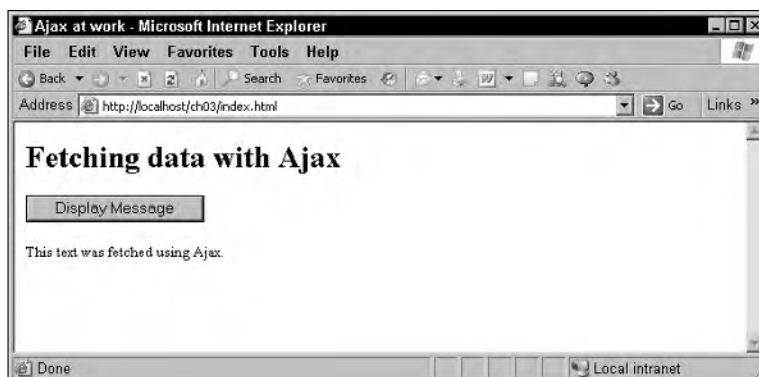 Ajax at work - Microsoft Internet Explorer
File Edit View Favorites Tools Help
Back Search Favorites
Address http://localhost/ch03/index.html Go Links »
Fetching data with Ajax
Display Message
This text was fetched using Ajax.
Done Local intranet